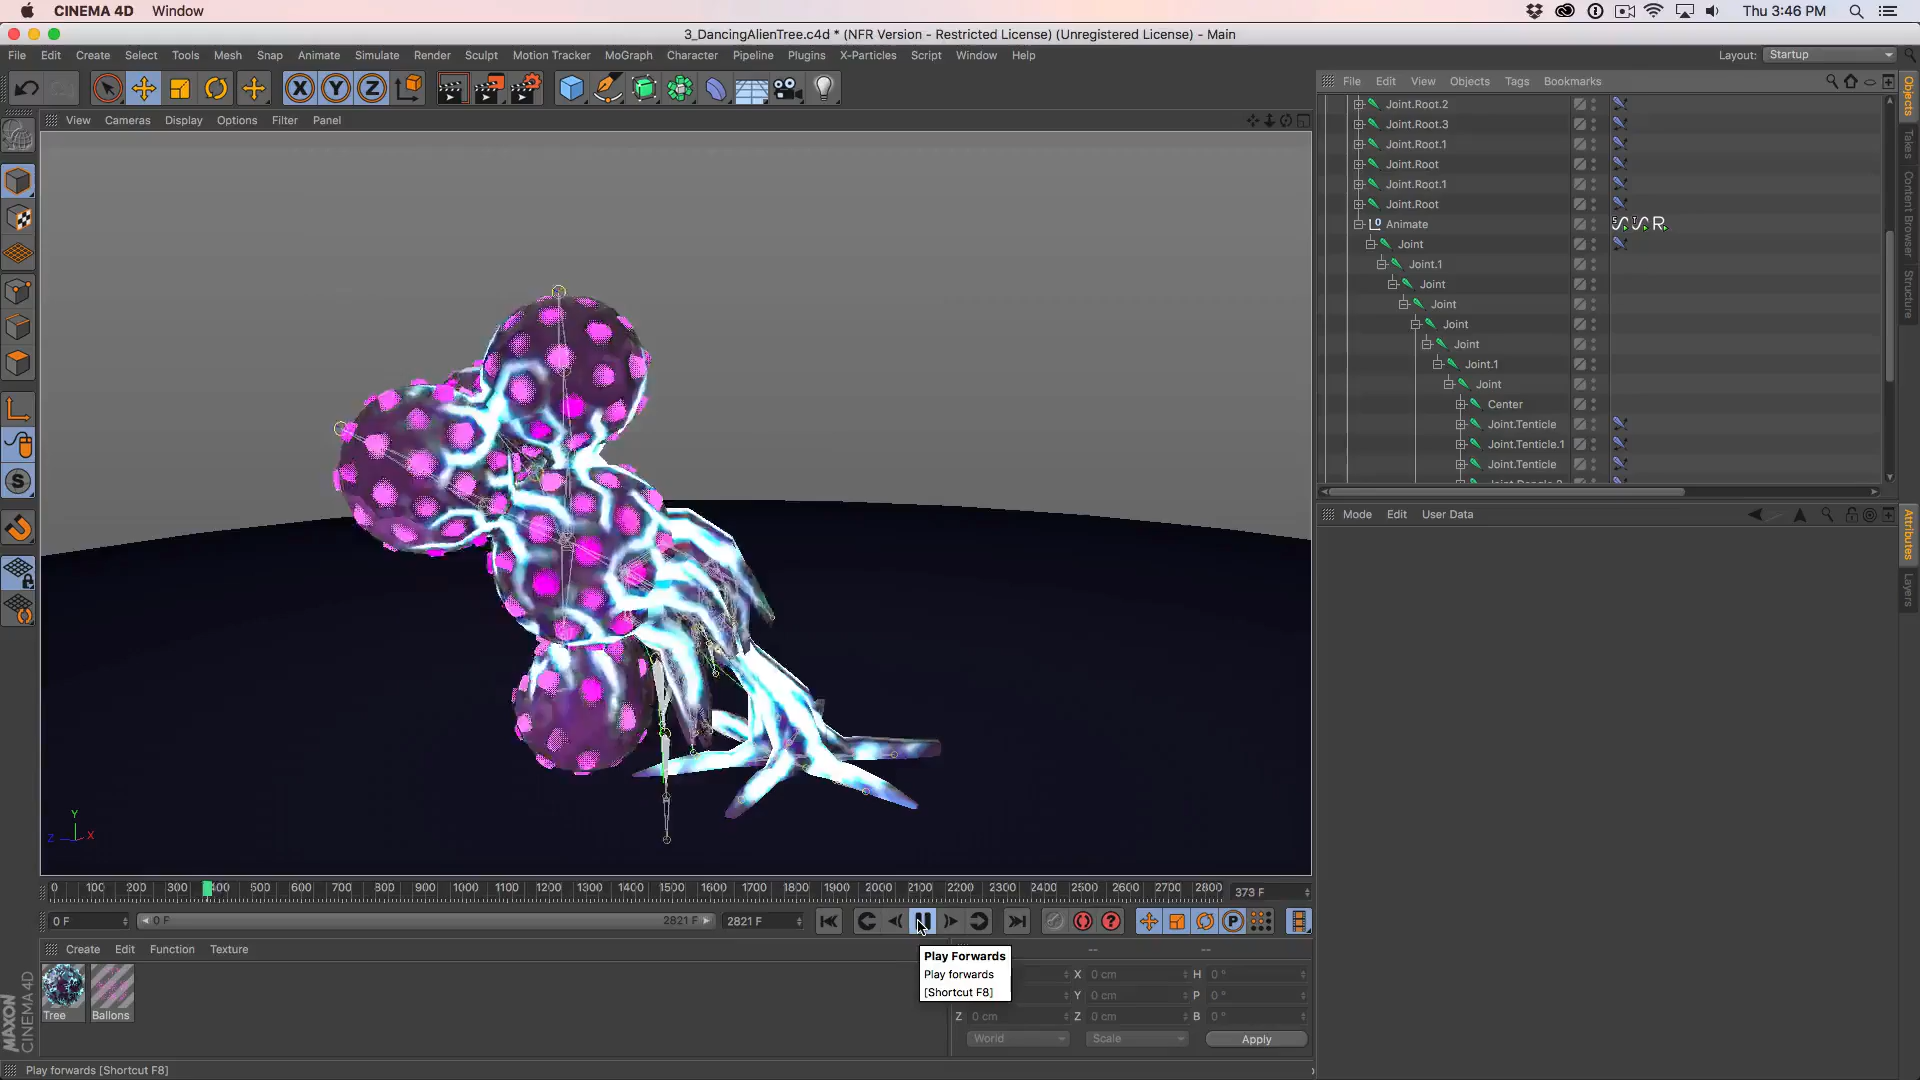 CINEMA 4D Window
Thu 3:46 PM
3_DancingAlienTree.c4d * (NFR Version - Restricted License) (Unregistered License) - Main
File Edit Create Select Tools Mesh Snap Animate Simulate Render Sculpt Motion Tracker MoGraph Character Pipeline Plugins X-Particles Script Window Help
Layout: Startup
X Y Z
File Edit View Objects Tags Bookmarks
View Cameras Display Options Filter Panel
Joint.Root.2
Joint.Root.3
Joint.Root.1
Joint.Root
Joint.Root.1
Joint.Root
Animate
Joint
Joint.1
Joint
Joint
Joint
Joint
Joint.1
Joint
Center
Joint.Tenticle
Joint.Tenticle.1
Joint.Tenticle
Objects
Takes
Content Browser
Structure
Mode Edit User Data
Attributes
Layers
Y
Z X
0 100 200 300 400 500 600 700 800 900 1000 1100 1200 1300 1400 1500 1600 1700 1800 1900 2000 2100 2200 2300 2400 2500 2600 2700 2800
373 F
0 F 0 F 2821 F 2821 F
Create Edit Function Texture
Tree Ballons
Play Forwards
Play forwards
[Shortcut F8]
-- --
X 0 cm H 0 °
Y 0 cm P 0 °
Z 0 cm Z 0 cm B 0 °
World Scale Apply
MAXON
CINEMA 4D
Play forwards [Shortcut F8]